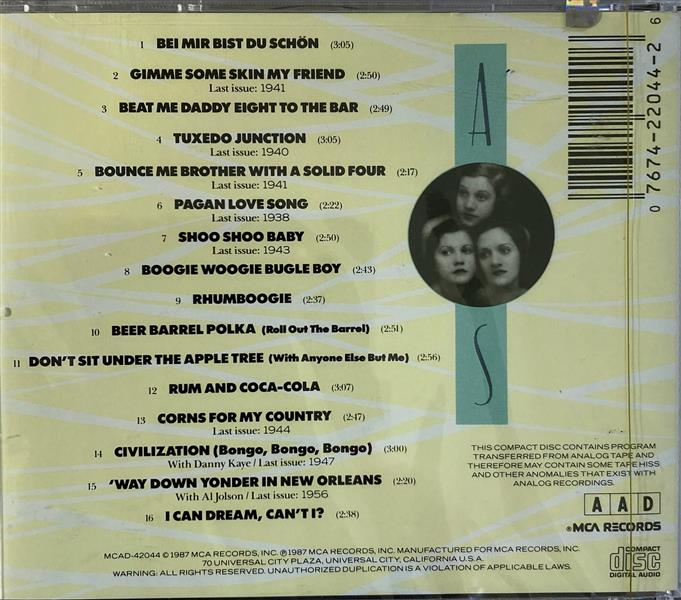 1 BEI MIR BIST DU SCHÖN (3:05)
2 GIMME SOME SKIN MY FRIEND (2:50)
Last issue: 1941
3 BEAT ME DADDY EIGHT TO THE BAR (2:49)
4 TUXEDO JUNCTION (3:05)
Last issue: 1940
5 BOUNCE ME BROTHER WITH A SOLID FOUR (2:17)
Last issue: 1941
6 PAGAN LOVE SONG (2:22)
Last issue: 1938
7 SHOO SHOO BABY (2:50)
Last issue: 1943
8 BOOGIE WOOGIE BUGLE BOY (2:43)
9 RHUMBOOGIE (2:37)
10 BEER BARREL POLKA (Roll Out The Barrel) (2:51)
11 DON'T SIT UNDER THE APPLE TREE (With Anyone Else But Me) (2:56)
12 RUM AND COCA-COLA (3:07)
13 CORNS FOR MY COUNTRY (2:47)
Last issue: 1944
14 CIVILIZATION (Bongo, Bongo, Bongo) (3:00)
With Danny Kaye / Last issue: 1947
15 'WAY DOWN YONDER IN NEW ORLEANS (2:20)
With Al Jolson / Last issue: 1956
16 I CAN DREAM, CAN'T I? (2:38)
A
S
0 7674-22044-2 6
THIS COMPACT DISC CONTAINS PROGRAM
TRANSFERRED FROM ANALOG TAPE AND
THEREFORE MAY CONTAIN SOME TAPE HISS
AND OTHER ANOMALIES THAT EXIST WITH
ANALOG RECORDINGS.
A A D
®MCA RECORDS
COMPACT
disc
DIGITAL AUDIO
MCAD-42044 © 1987 MCA RECORDS, INC. ℗ 1987 MCA RECORDS, INC. MANUFACTURED FOR MCA RECORDS, INC.
70 UNIVERSAL CITY PLAZA, UNIVERSAL CITY, CALIFORNIA U.S.A.
WARNING: ALL RIGHTS RESERVED. UNAUTHORIZED DUPLICATION IS A VIOLATION OF APPLICABLE LAWS.